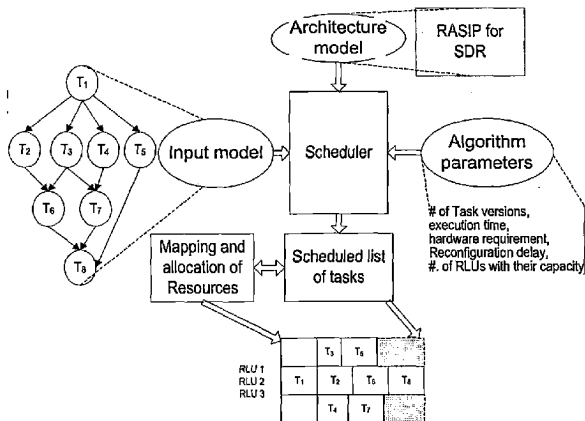 Architecture
model
RASIP for
SDR
T1
T2
T3
T4
T5
T6
T7
T8
Input model
Scheduler
Algorithm
parameters
# of Task versions,
execution time,
hardware requirement,
Reconfiguration delay,
#. of RLUs with their capacity
Mapping and
allocation of
Resources
Scheduled list
of tasks
RLU 1
RLU 2
RLU 3
T3
T1
T2
T8
T4
T7